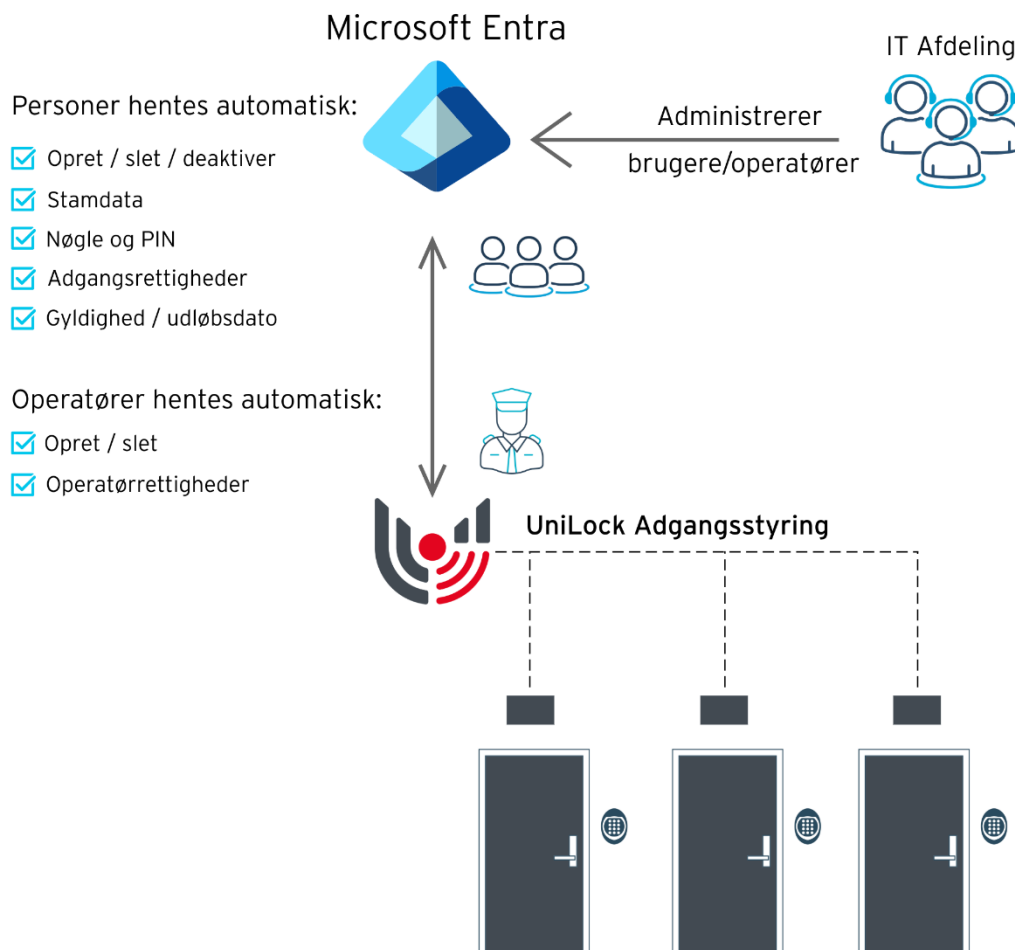 Microsoft Entra
IT Afdeling
Personer hentes automatisk:
Opret / slet / deaktiver
Stamdata
Nøgle og PIN
Adgangsrettigheder
Gyldighed / udløbsdato
Administrerer
brugere/operatører
Operatører hentes automatisk:
Opret / slet
Operatørrettigheder
UniLock Adgangsstyring